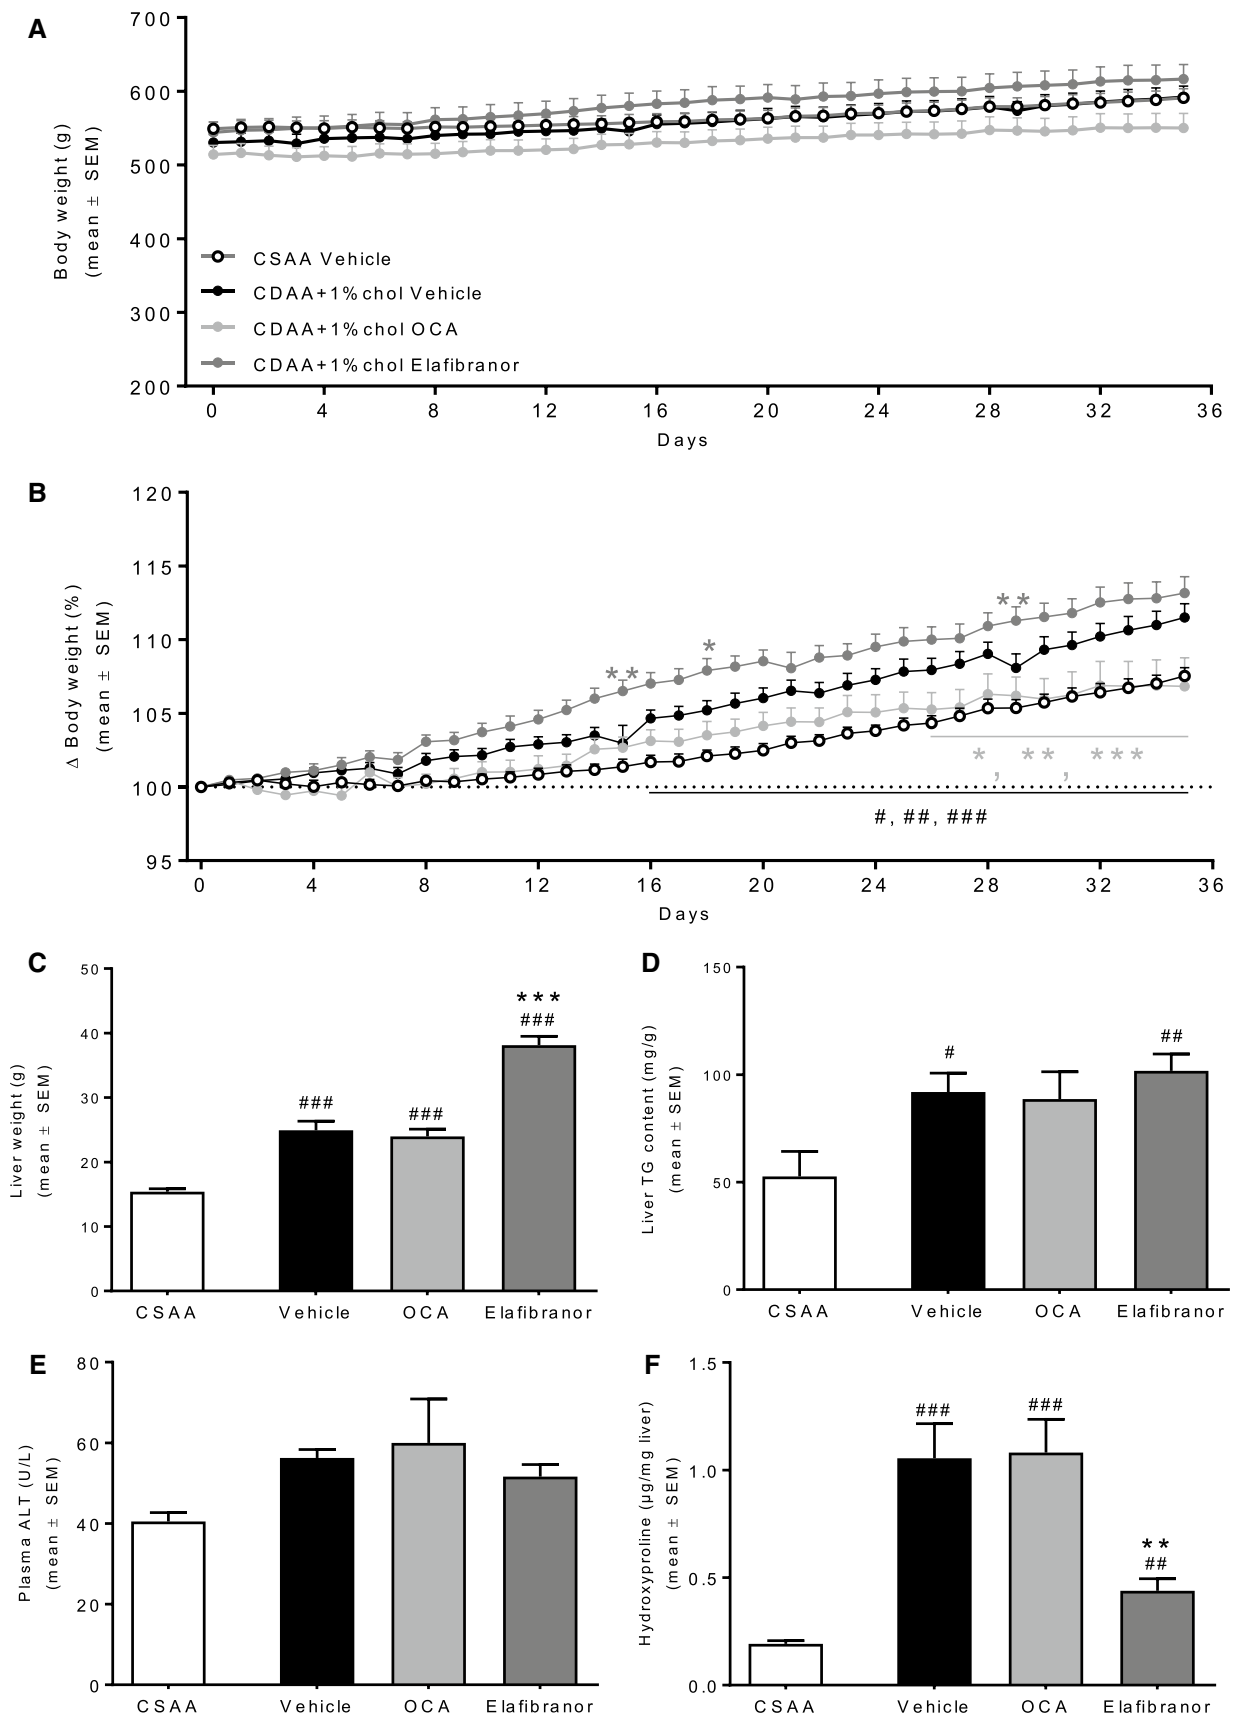 A
Body weight (g)
(mean ± SEM)
700
600
500
400
300
200
CSAA Vehicle
CDAA+1%chol Vehicle
CDAA+1%chol OCA
CDAA+1%chol Elafibranor
0 4 8 12 16 20 24 28 32 36
Days
B
Δ Body weight (%)
(mean ± SEM)
120
115
110
105
100
95
**
*
**
*, **, ***
#, ##, ###
0 4 8 12 16 20 24 28 32 36
Days
C
Liver weight (g)
(mean ± SEM)
50
40
30
20
10
0
###
###
***
###
CSAA Vehicle OCA Elafibranor
D
Liver TG content (mg/g)
(mean ± SEM)
150
100
50
0
#
##
CSAA Vehicle OCA Elafibranor
E
Plasma ALT (U/L)
(mean ± SEM)
80
60
40
20
0
CSAA Vehicle OCA Elafibranor
F
Hydroxyproline (µg/mg liver)
(mean ± SEM)
1.5
1.0
0.5
0.0
###
###
**
##
CSAA Vehicle OCA Elafibranor